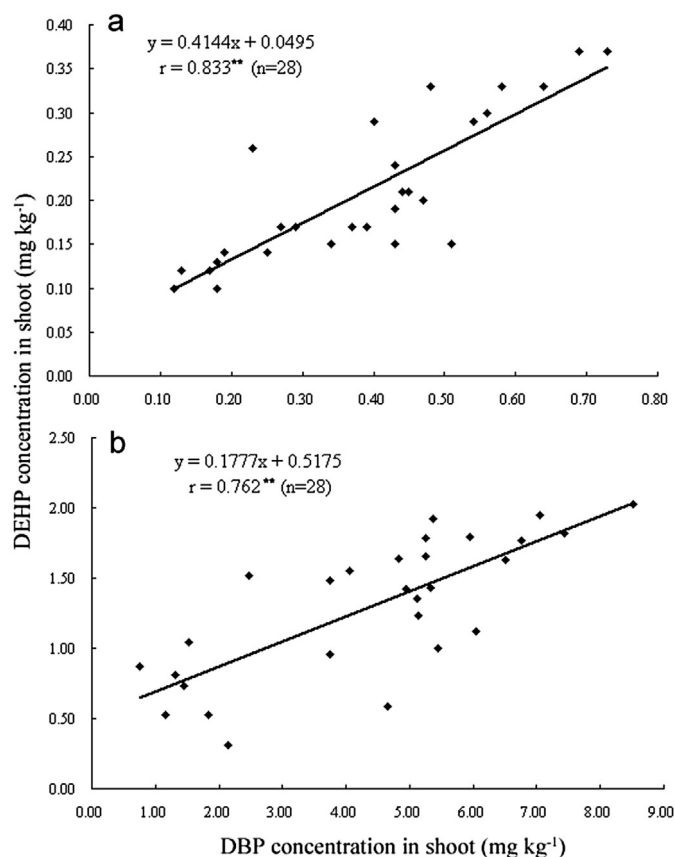 a
y = 0.4144x + 0.0495
r = 0.833** (n=28)
0.40
0.35
0.30
0.25
0.20
0.15
0.10
0.05
0.00
0.00 0.10 0.20 0.30 0.40 0.50 0.60 0.70 0.80
DEHP concentration in shoot (mg kg⁻¹)
b
y = 0.1777x + 0.5175
r = 0.762** (n=28)
2.50
2.00
1.50
1.00
0.50
0.00
0.00 1.00 2.00 3.00 4.00 5.00 6.00 7.00 8.00 9.00
DBP concentration in shoot (mg kg⁻¹)